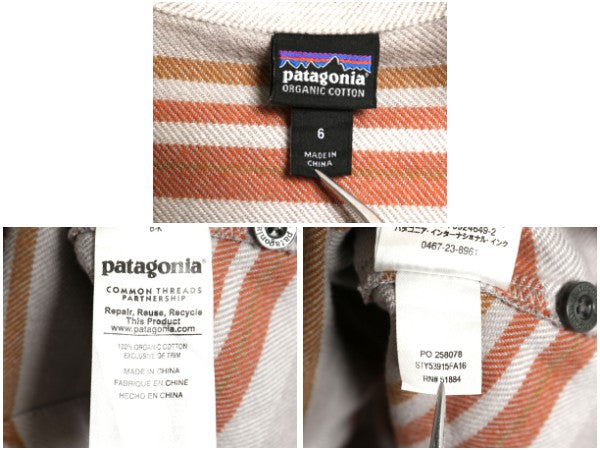 patagonia
ORGANIC COTTON
6
MADE IN
CHINA
patagonia
patagonia
COMMON THREADS
PARTNERSHIP
Repair, Reuse, Recycle
This Product
www.patagonia
100% ORGANIC COTTON
EXCLUSIVE OF TRIM
MADE IN CHINA
FABRIQUÉ EN CHINE
HECHO EN CHINA
パタゴニア・インターナショナル・インク
0467-23-8961
PO 258078
STY53915FA16
RN# 51884